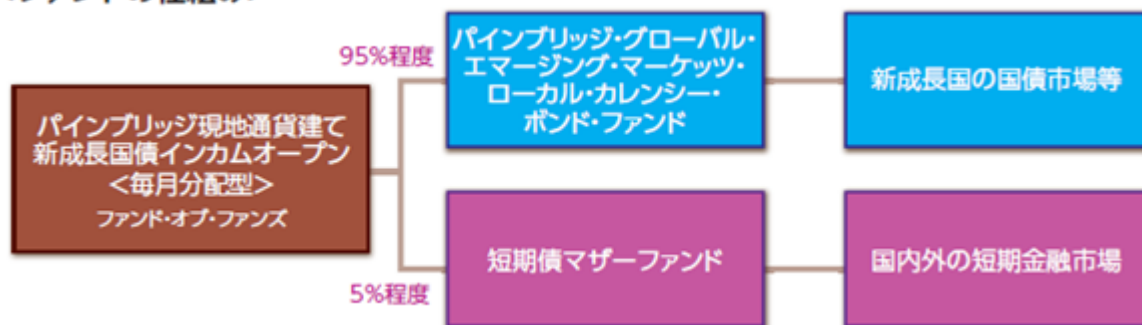 95%程度
パインブリッジ・グローバル・
エマージング・マーケッツ・
ローカル・カレンシー・
ボンド・ファンド
新成長国の国債市場等
パインブリッジ現地通貨建て
新成長国債インカムオープン
<毎月分配型>
ファンド・オブ・ファンズ
短期債マザーファンド
国内外の短期金融市場
5%程度